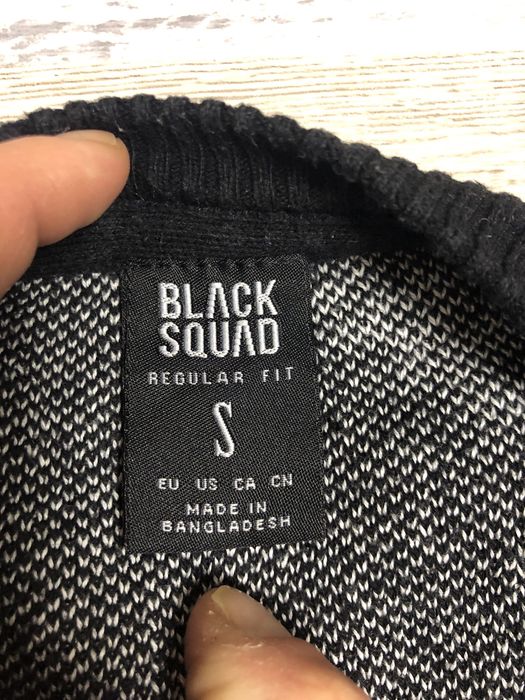 BLACK
SQUAD
REGULAR FIT
S
EU US CA CN
MADE IN
BANGLADESH